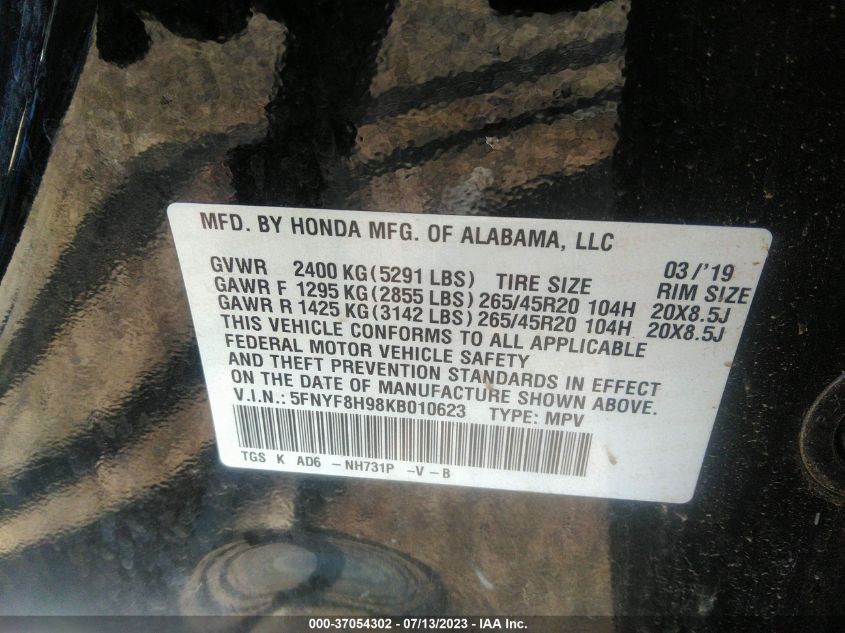 MFD. BY HONDA MFG. OF ALABAMA, LLC
GVWR 2400 KG(5291 LBS) TIRE SIZE 03/'19 RIM SIZE
GAWR F 1295 KG(2855 LBS) 265/45R20 104H 20X8.5J
GAWR R 1425 KG(3142 LBS) 265/45R20 104H 20X8.5J
THIS VEHICLE CONFORMS TO ALL APPLICABLE
FEDERAL MOTOR VEHICLE SAFETY
AND THEFT PREVENTION STANDARDS IN EFFECT
ON THE DATE OF MANUFACTURE SHOWN ABOVE.
V.I.N.: 5FNYF8H98KB010623 TYPE: MPV
TGS K AD6 -NH731P -V-B
000-37054302 - 07/13/2023 - IAA Inc.